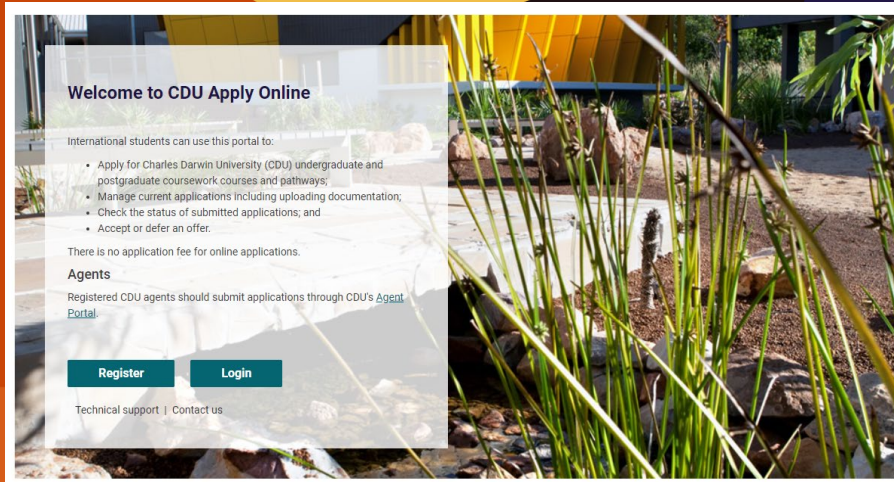 Welcome to CDU Apply Online
International students can use this portal to:
• Apply for Charles Darwin University (CDU) undergraduate and
postgraduate coursework courses and pathways;
• Manage current applications including uploading documentation;
• Check the status of submitted applications; and
• Accept or defer an offer.
There is no application fee for online applications.
Agents
Registered CDU agents should submit applications through CDU's Agent
Portal.
Register Login
Technical support | Contact us